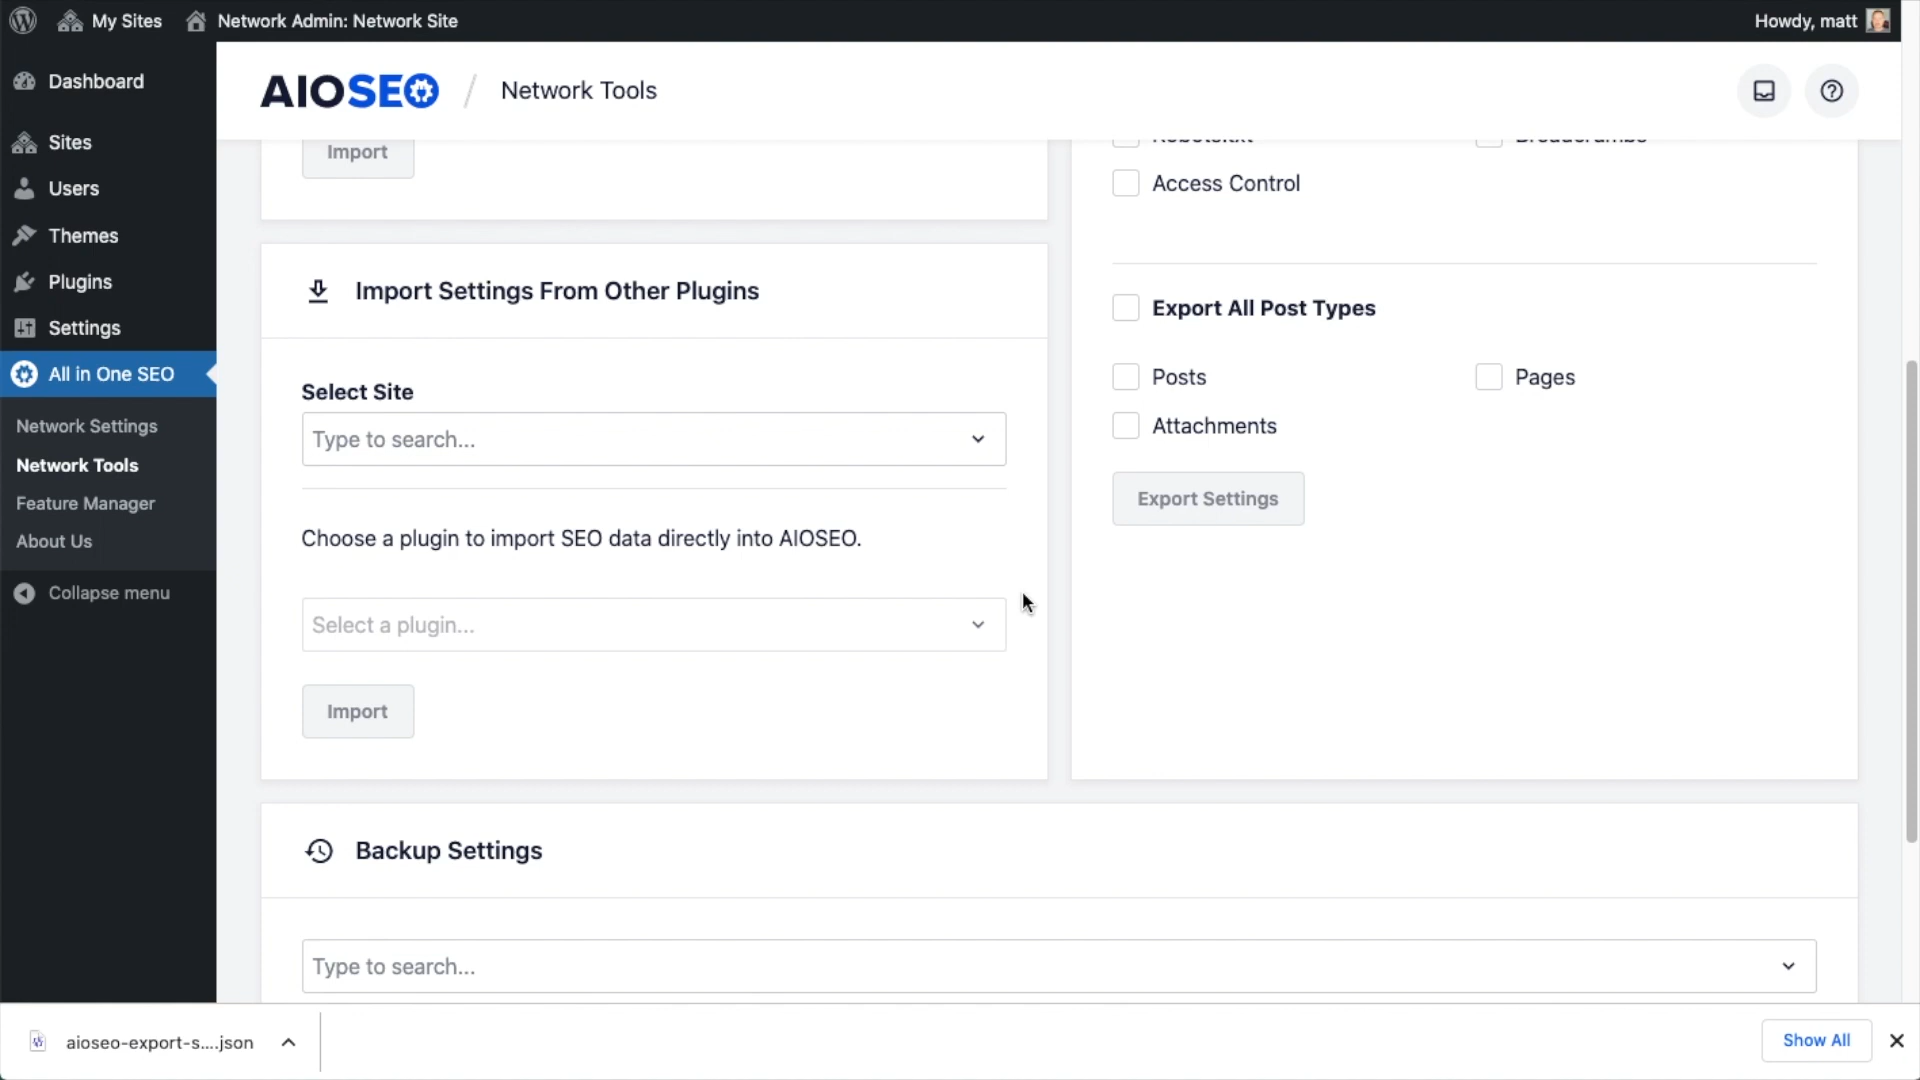 My Sites
Network Admin: Network Site
Howdy, matt
Dashboard
Sites
Users
Themes
Plugins
Settings
All in One SEO
Network Settings
Network Tools
Feature Manager
About Us
Collapse menu
AIOSEO / Network Tools
Import
Import Settings From Other Plugins
Select Site
Type to search...
Choose a plugin to import SEO data directly into AIOSEO.
Select a plugin...
Import
Access Control
Export All Post Types
Posts
Pages
Attachments
Export Settings
Backup Settings
Type to search...
aioseo-export-s....json
Show All